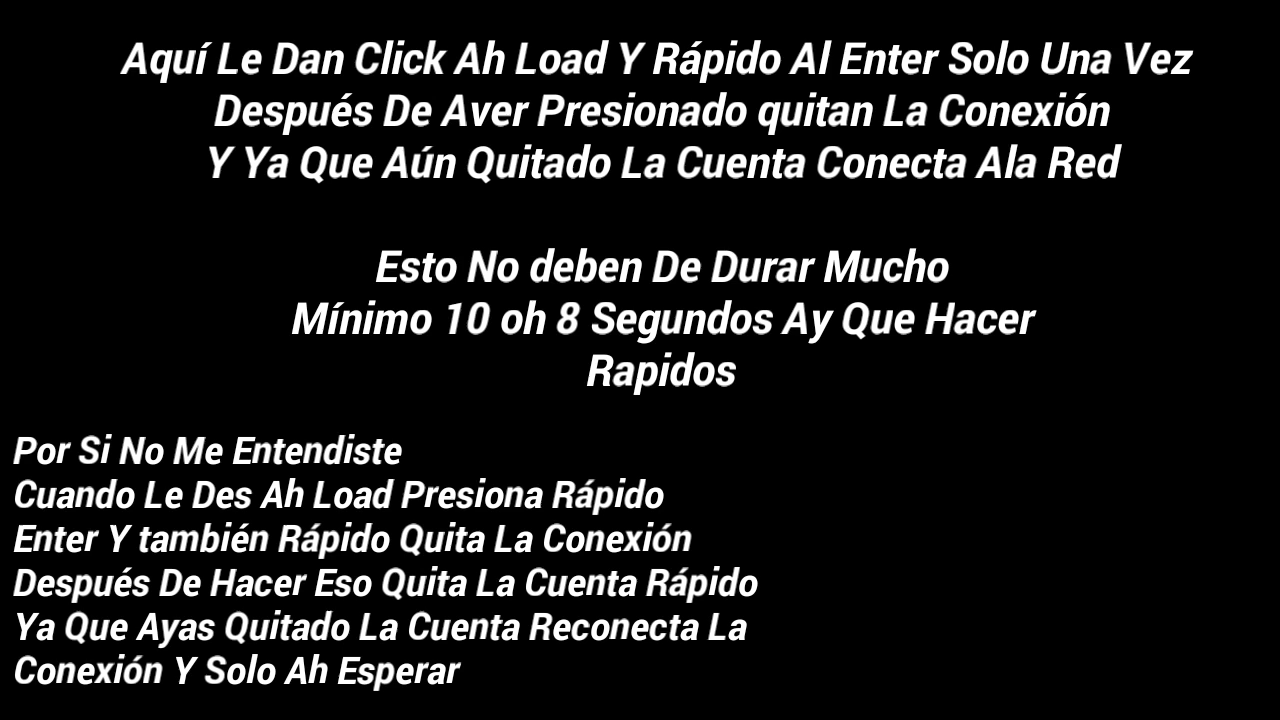 Aquí Le Dan Click Ah Load Y Rápido Al Enter Solo Una Vez
Después De Aver Presionado quitan La Conexión
Y Ya Que Aún Quitado La Cuenta Conecta Ala Red
Esto No deben De Durar Mucho
Mínimo 10 oh 8 Segundos Ay Que Hacer
Rapidos
Por Si No Me Entendiste
Cuando Le Des Ah Load Presiona Rápido
Enter Y también Rápido Quita La Conexión
Después De Hacer Eso Quita La Cuenta Rápido
Ya Que Ayas Quitado La Cuenta Reconecta La
Conexión Y Solo Ah Esperar